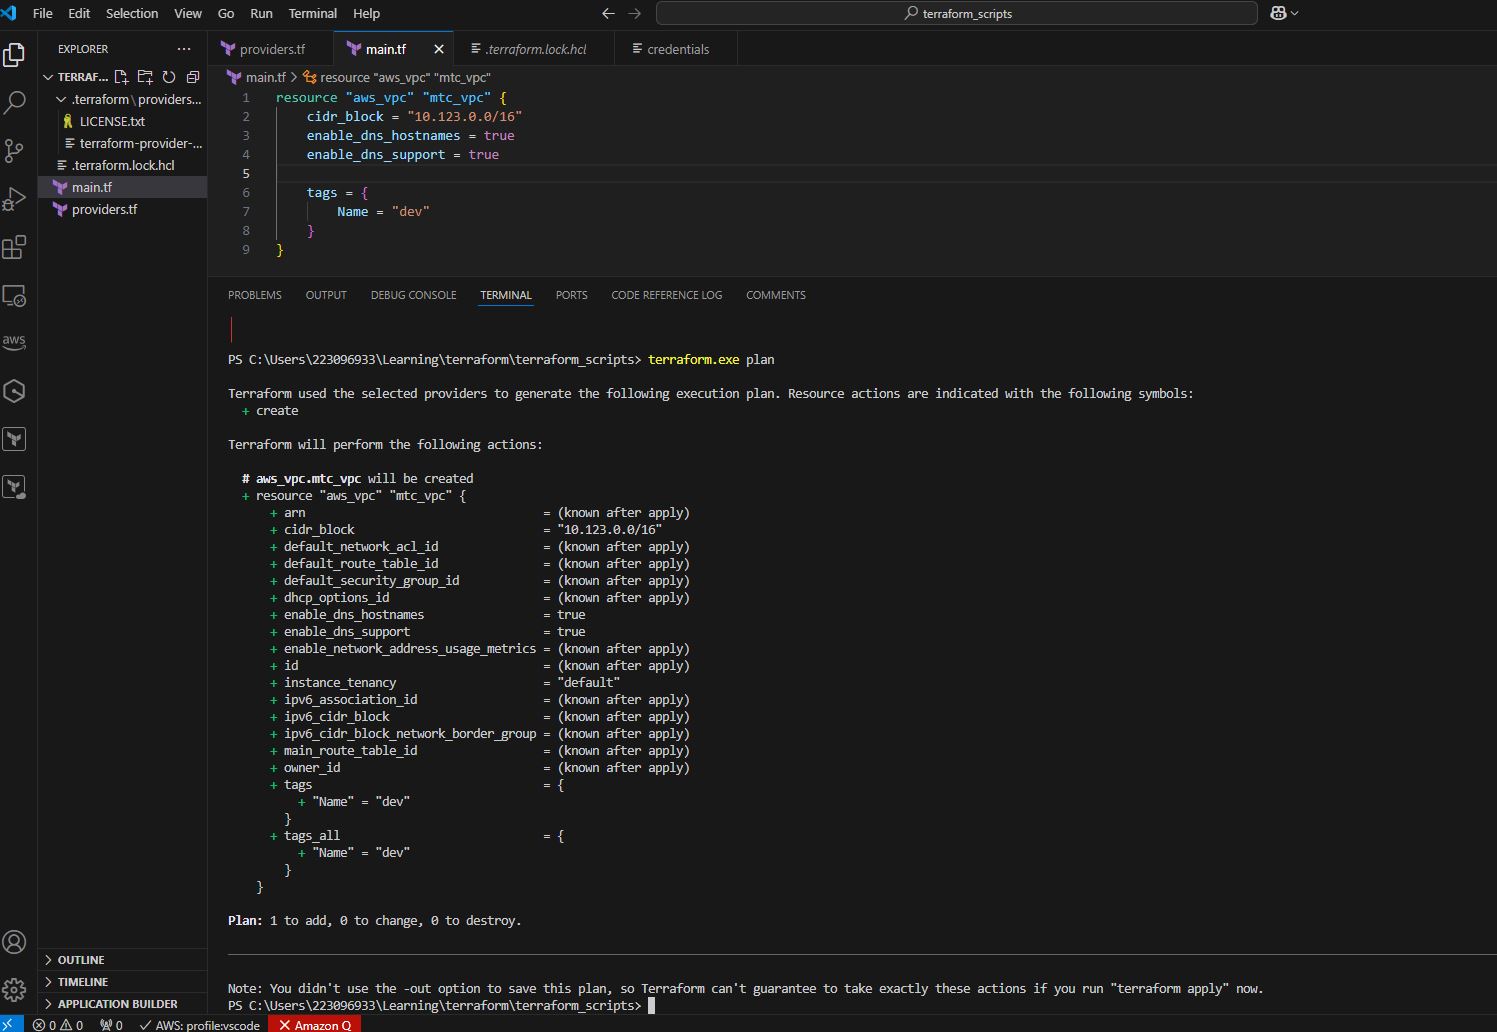 File Edit Selection View Go Run Terminal Help
terraform_scripts
EXPLORER
TERRAF...
.terraform\providers...
LICENSE.txt
terraform-provider-...
.terraform.lock.hcl
main.tf
providers.tf
aws
OUTLINE
TIMELINE
APPLICATION BUILDER
providers.tf main.tf .terraform.lock.hcl credentials
main.tf > resource "aws_vpc" "mtc_vpc"
1 resource "aws_vpc" "mtc_vpc" {
2 cidr_block = "10.123.0.0/16"
3 enable_dns_hostnames = true
4 enable_dns_support = true
5
6 tags = {
7 Name = "dev"
8 }
9 }
PROBLEMS OUTPUT DEBUG CONSOLE TERMINAL PORTS CODE REFERENCE LOG COMMENTS
PS C:\Users\223096933\Learning\terraform\terraform_scripts> terraform.exe plan
Terraform used the selected providers to generate the following execution plan. Resource actions are indicated with the following symbols:
+ create
Terraform will perform the following actions:
# aws_vpc.mtc_vpc will be created
+ resource "aws_vpc" "mtc_vpc" {
+ arn = (known after apply)
+ cidr_block = "10.123.0.0/16"
+ default_network_acl_id = (known after apply)
+ default_route_table_id = (known after apply)
+ default_security_group_id = (known after apply)
+ dhcp_options_id = (known after apply)
+ enable_dns_hostnames = true
+ enable_dns_support = true
+ enable_network_address_usage_metrics = (known after apply)
+ id = (known after apply)
+ instance_tenancy = "default"
+ ipv6_association_id = (known after apply)
+ ipv6_cidr_block = (known after apply)
+ ipv6_cidr_block_network_border_group = (known after apply)
+ main_route_table_id = (known after apply)
+ owner_id = (known after apply)
+ tags = {
+ "Name" = "dev"
}
+ tags_all = {
+ "Name" = "dev"
}
}
Plan: 1 to add, 0 to change, 0 to destroy.
Note: You didn't use the -out option to save this plan, so Terraform can't guarantee to take exactly these actions if you run "terraform apply" now.
PS C:\Users\223096933\Learning\terraform\terraform_scripts>
0 0 0 AWS: profile:vscode Amazon Q